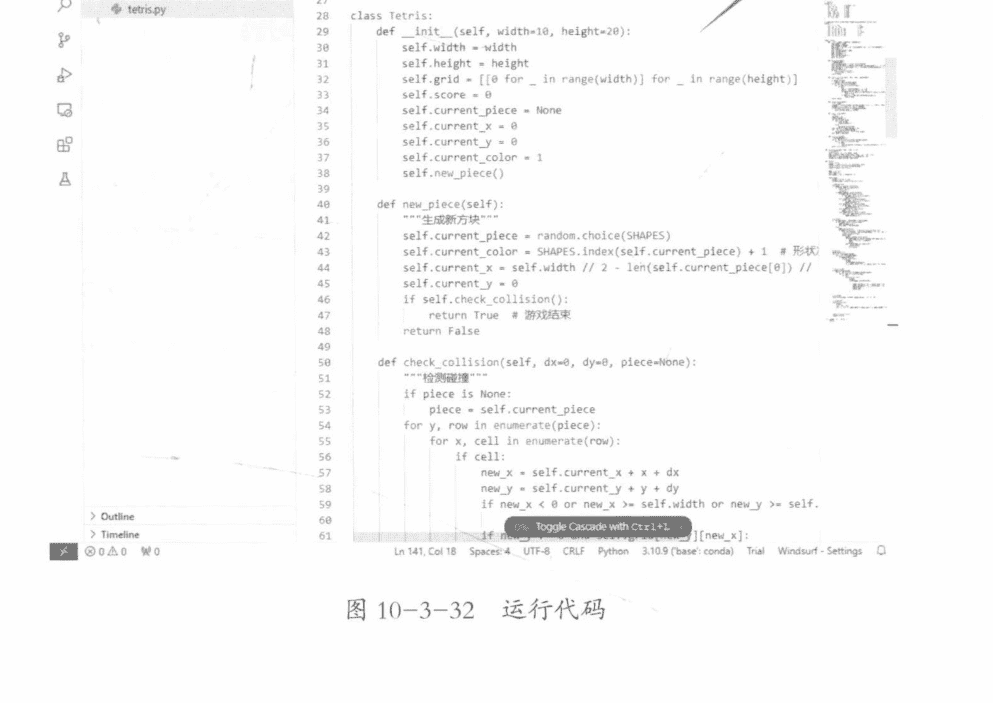 tetris.py
27
28 class Tetris:
29 def __init__(self, width=10, height=20):
30 self.width = width
31 self.height = height
32 self.grid = [[0 for _ in range(width)] for _ in range(height)]
33 self.score = 0
34 self.current_piece = None
35 self.current_x = 0
36 self.current_y = 0
37 self.current_color = 1
38 self.new_piece()
39
40 def new_piece(self):
41 """生成新方块"""
42 self.current_piece = random.choice(SHAPES)
43 self.current_color = SHAPES.index(self.current_piece) + 1 # 形状
44 self.current_x = self.width // 2 - len(self.current_piece[0]) //
45 self.current_y = 0
46 if self.check_collision():
47 return True # 游戏结束
48 return False
49
50 def check_collision(self, dx=0, dy=0, piece=None):
51 """检测碰撞"""
52 if piece is None:
53 piece = self.current_piece
54 for y, row in enumerate(piece):
55 for x, cell in enumerate(row):
56 if cell:
57 new_x = self.current_x + x + dx
58 new_y = self.current_y + y + dy
59 if new_x < 0 or new_x >= self.width or new_y >= self.
60
Toggle Cascade with Ctrl+L
61 if [new_x]:
Outline
Timeline
0 0 0 Ln 141, Col 18 Spaces: 4 UTF-8 CRLF Python 3.10.9 ('base': conda) Trial Windsurf - Settings
图 10-3-32 运行代码